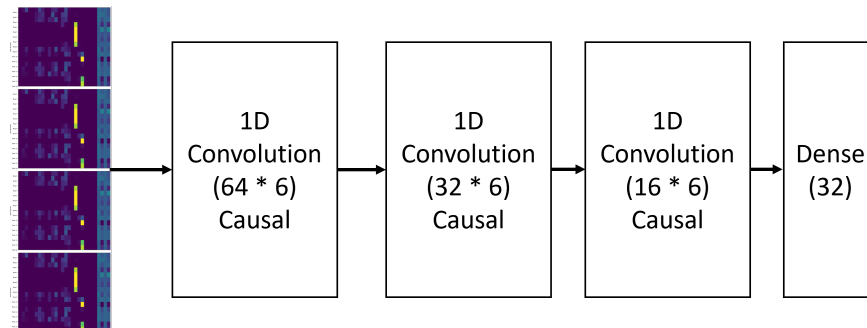 1D
Convolution
(64 * 6)
Causal
1D
Convolution
(32 * 6)
Causal
1D
Convolution
(16 * 6)
Causal
Dense
(32)